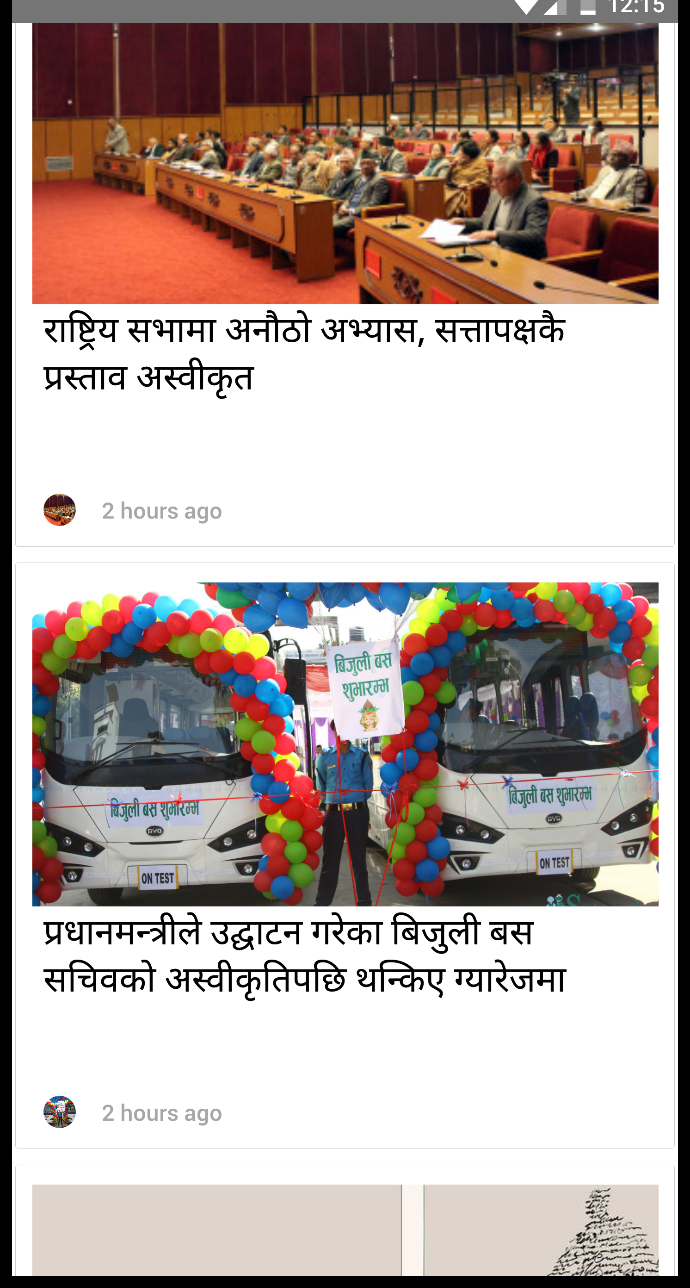 12:15
राष्ट्रिय सभामा अनौठो अभ्यास, सत्तापक्षकै
प्रस्ताव अस्वीकृत
2 hours ago
बिजुली बस
शुभारम्भ
बिजुली बस शुभारम्भ
BYD
ON TEST
बिजुली बस शुभारम्भ
BYD
ON TEST
प्रधानमन्त्रीले उद्घाटन गरेका बिजुली बस
सचिवको अस्वीकृतिपछि थन्किए ग्यारेजमा
2 hours ago